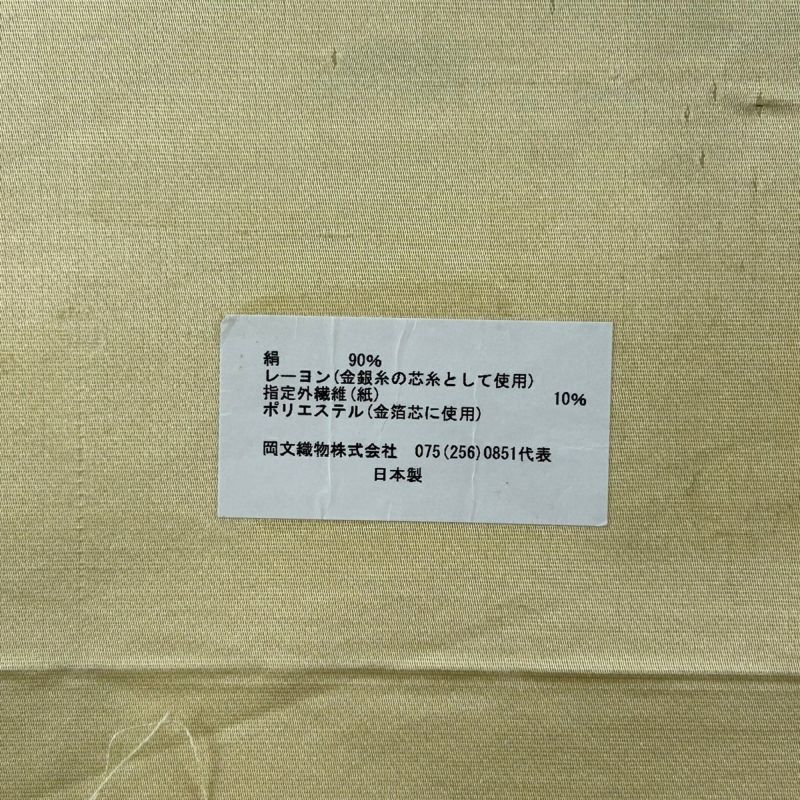 絹 90%
レーヨン(金銀糸の芯糸として使用)
指定外繊維(紙) 10%
ポリエステル(金箔芯に使用)
岡文織物株式会社 075(256)0851代表
日本製